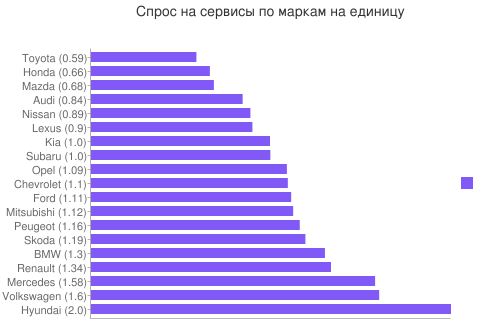 Спрос на сервисы по маркам на единицу
Toyota (0.59)
Honda (0.66)
Mazda (0.68)
Audi (0.84)
Nissan (0.89)
Lexus (0.9)
Kia (1.0)
Subaru (1.0)
Opel (1.09)
Chevrolet (1.1)
Ford (1.11)
Mitsubishi (1.12)
Peugeot (1.16)
Skoda (1.19)
BMW (1.3)
Renault (1.34)
Mercedes (1.58)
Volkswagen (1.6)
Hyundai (2.0)